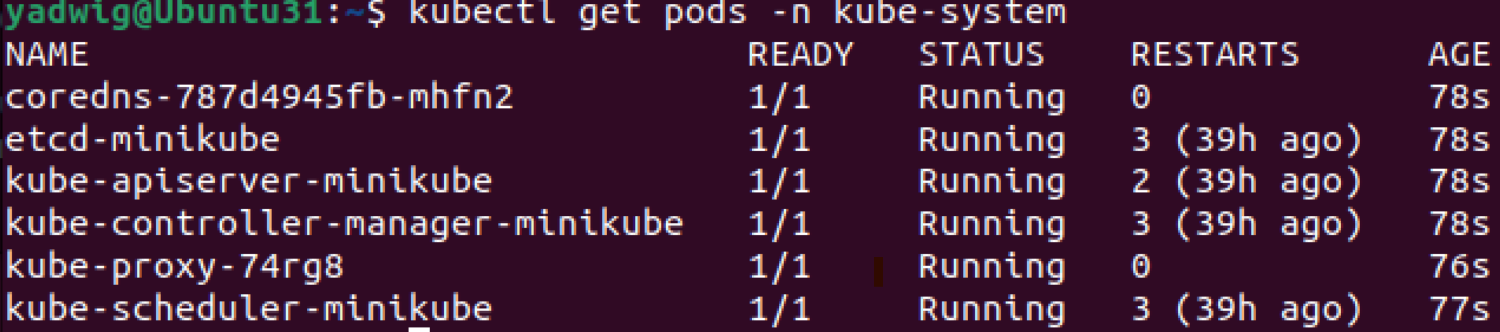 yadwig@Ubuntu31:~$ kubectl get pods -n kube-system
NAME READY STATUS RESTARTS AGE
coredns-787d4945fb-mhfn2 1/1 Running 0 78s
etcd-minikube 1/1 Running 3 (39h ago) 78s
kube-apiserver-minikube 1/1 Running 2 (39h ago) 78s
kube-controller-manager-minikube 1/1 Running 3 (39h ago) 78s
kube-proxy-74rg8 1/1 Running 0 76s
kube-scheduler-minikube 1/1 Running 3 (39h ago) 77s